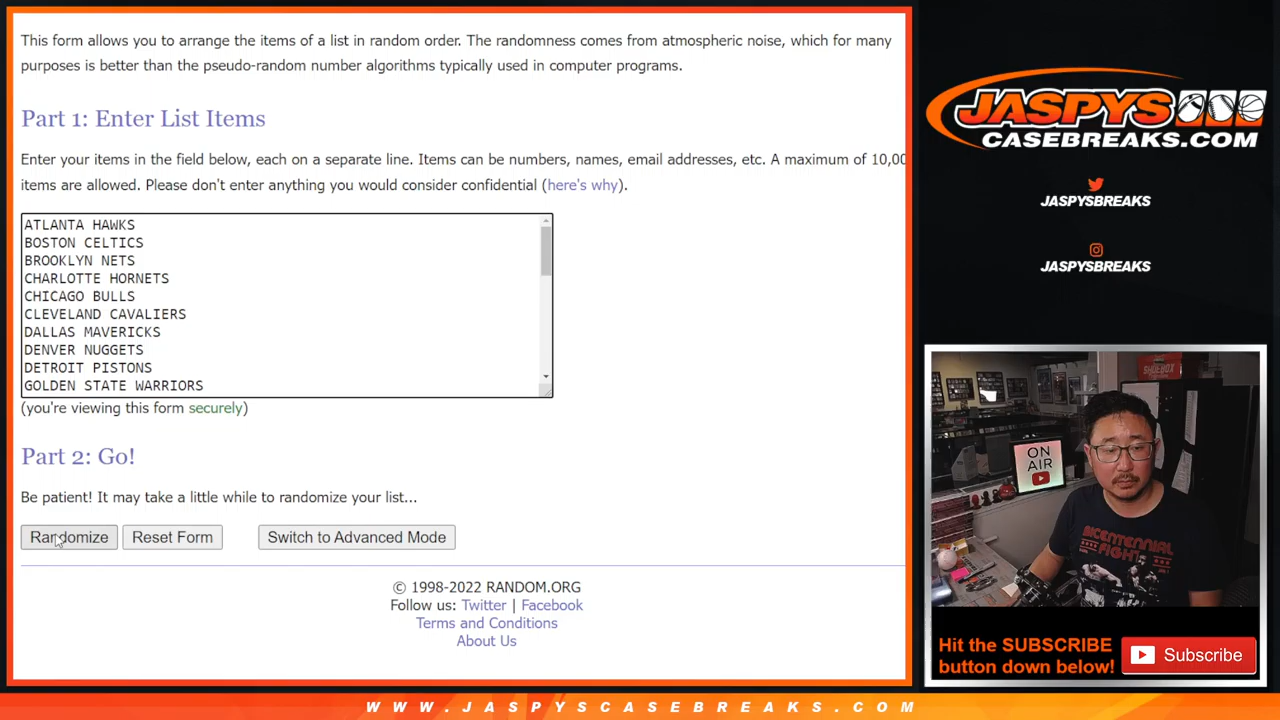 This form allows you to arrange the items of a list in random order. The randomness comes from atmospheric noise, which for many
purposes is better than the pseudo-random number algorithms typically used in computer programs.
Part 1: Enter List Items
Enter your items in the field below, each on a separate line. Items can be numbers, names, email addresses, etc. A maximum of 10,00
items are allowed. Please don't enter anything you would consider confidential (here's why).
ATLANTA HAWKS
BOSTON CELTICS
BROOKLYN NETS
CHARLOTTE HORNETS
CHICAGO BULLS
CLEVELAND CAVALIERS
DALLAS MAVERICKS
DENVER NUGGETS
DETROIT PISTONS
GOLDEN STATE WARRIORS
(you're viewing this form securely)
Part 2: Go!
Be patient! It may take a little while to randomize your list...
Randomize Reset Form Switch to Advanced Mode
© 1998-2022 RANDOM.ORG
Follow us: Twitter | Facebook
Terms and Conditions
About Us
JASPYS
CASEBREAKS.COM
JASPYSBREAKS
JASPYSBREAKS
SHOEBOX
ON
AIR
BICENTENNIAL
FIGHT
Hit the SUBSCRIBE
button down below!
Subscribe
WWW.JASPYSCASEBREAKS.COM